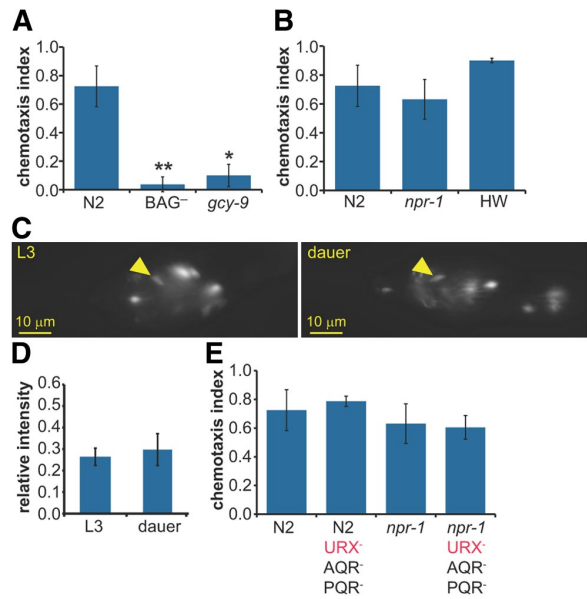 A
chemotaxis index
1.0
0.8
0.6
0.4
0.2
0.0
**
*
N2 BAG⁻ gcy-9
B
chemotaxis index
1.0
0.8
0.6
0.4
0.2
0.0
N2 npr-1 HW
C
L3
10 µm
dauer
10 µm
D
relative intensity
0.6
0.5
0.4
0.3
0.2
0.1
0.0
L3 dauer
E
chemotaxis index
1.0
0.8
0.6
0.4
0.2
0.0
N2 N2 npr-1 npr-1
URX⁻ URX⁻
AQR⁻ AQR⁻
PQR⁻ PQR⁻